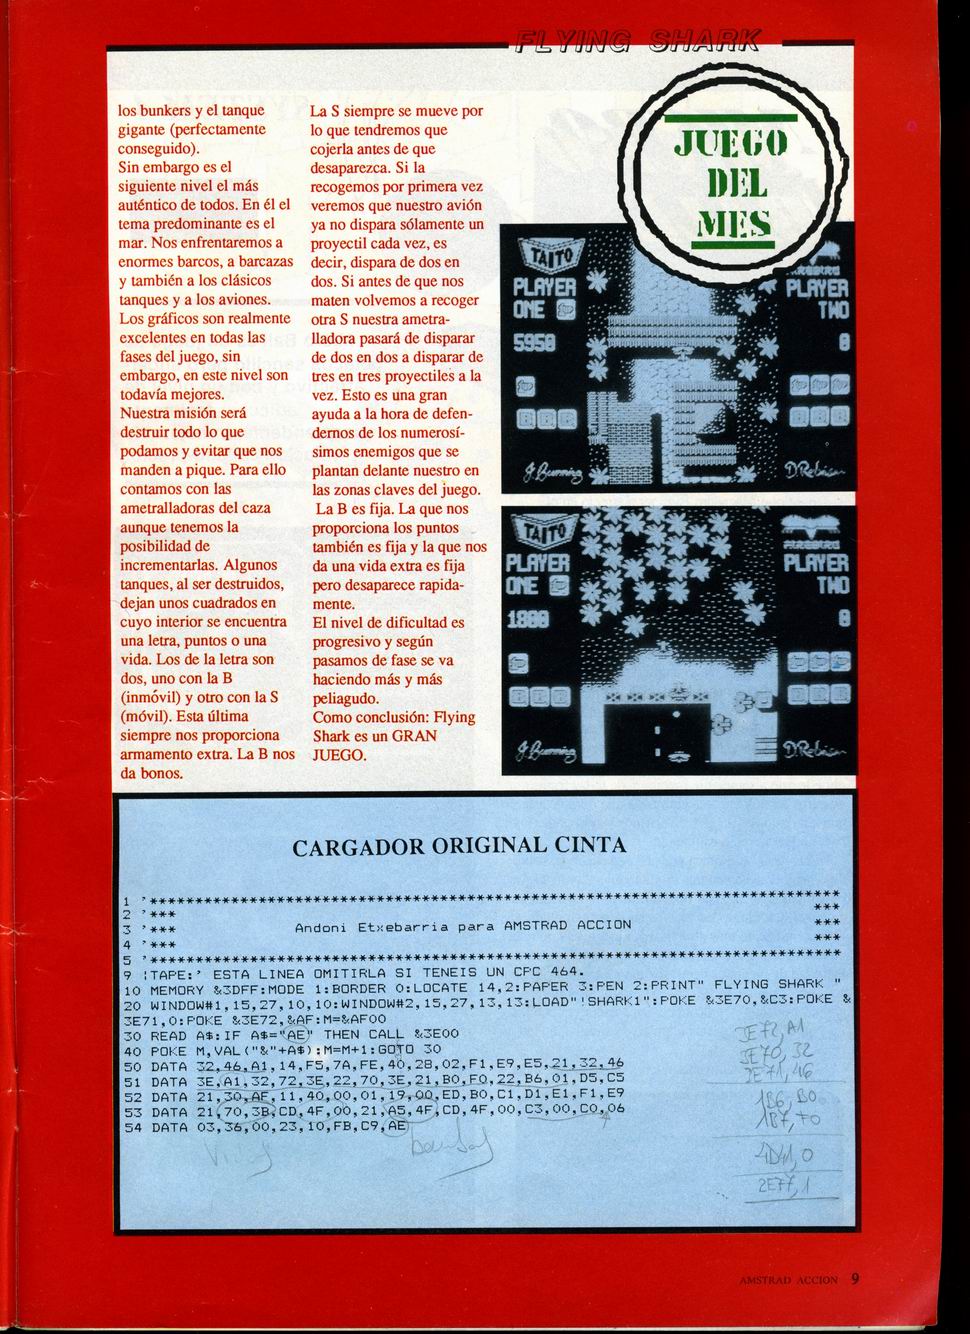 FLYING SHARK
JUEGO
DEL
MES
los bunkers y el tanque
gigante (perfectamente
conseguido).
Sin embargo es el
siguiente nivel el más
auténtico de todos. En él el
tema predominante es el
mar. Nos enfrentaremos a
enormes barcos, a barcazas
y también a los clásicos
tanques y a los aviones.
Los gráficos son realmente
excelentes en todas las
fases del juego, sin
embargo, en este nivel son
todavía mejores.
Nuestra misión será
destruir todo lo que
podamos y evitar que nos
manden a pique. Para ello
contamos con las
ametralladoras del caza
aunque tenemos la
posibilidad de
incrementarlas. Algunos
tanques, al ser destruidos,
dejan unos cuadrados en
cuyo interior se encuentra
una letra, puntos o una
vida. Los de la letra son
dos, uno con la B
(inmóvil) y otro con la S
(móvil). Esta última
siempre nos proporciona
armamento extra. La B nos
da bonos.
La S siempre se mueve por
lo que tendremos que
cojerla antes de que
desaparezca. Si la
recogemos por primera vez
veremos que nuestro avión
ya no dispara sólamente un
proyectil cada vez, es
decir, dispara de dos en
dos. Si antes de que nos
maten volvemos a recoger
otra S nuestra ametra-
lladora pasará de disparar
de dos en dos a disparar de
tres en tres proyectiles a la
vez. Esto es una gran
ayuda a la hora de defen-
dernos de los numerosí-
simos enemigos que se
plantan delante nuestro en
las zonas claves del juego.
La B es fija. La que nos
proporciona los puntos
también es fija y la que nos
da una vida extra es fija
pero desaparece rapida-
mente.
El nivel de dificultad es
progresivo y según
pasamos de fase se va
haciendo más y más
peliagudo.
Como conclusión: Flying
Shark es un GRAN
JUEGO.
TAITO
PLAYER
ONE
5950
PLAYER
TWO
0
TAITO
PLAYER
ONE
1800
PLAYER
TWO
0
CARGADOR ORIGINAL CINTA
1 '*****************************************************************************
2 '*** ***
3 '*** Andoni Etxebarria para AMSTRAD ACCION ***
4 '*** ***
5 '*****************************************************************************
9 |TAPE:' ESTA LINEA OMITIRLA SI TENEIS UN CPC 464.
10 MEMORY &3DFF:MODE 1:BORDER 0:LOCATE 14,2:PAPER 3:PEN 2:PRINT" FLYING SHARK "
20 WINDOW#1,15,27,10,10:WINDOW#2,15,27,13,13:LOAD"!SHARK1":POKE &3E70,&C3:POKE &
3E71,0:POKE &3E72,&AF:M=&AF00
30 READ A$:IF A$="AE" THEN CALL &3E00
40 POKE M,VAL("&"+A$):M=M+1:GOTO 30
50 DATA 32,46,A1,14,F5,7A,FE,40,28,02,F1,E9,E5,21,32,46
51 DATA 3E,A1,32,72,3E,22,70,3E,21,B0,F0,22,B6,01,D5,C5
52 DATA 21,30,AF,11,40,00,01,19,00,ED,B0,C1,D1,E1,F1,E9
53 DATA 21,70,3B,CD,4F,00,21,A5,4F,CD,4F,00,C3,00,C0,06
54 DATA 03,36,00,23,10,FB,C9,AE
3E72, A1
3E70, 32
3E71, 46
1B6, B0
1B7, F0
4D41, 0
2E77, 1
AMSTRAD ACCION 9